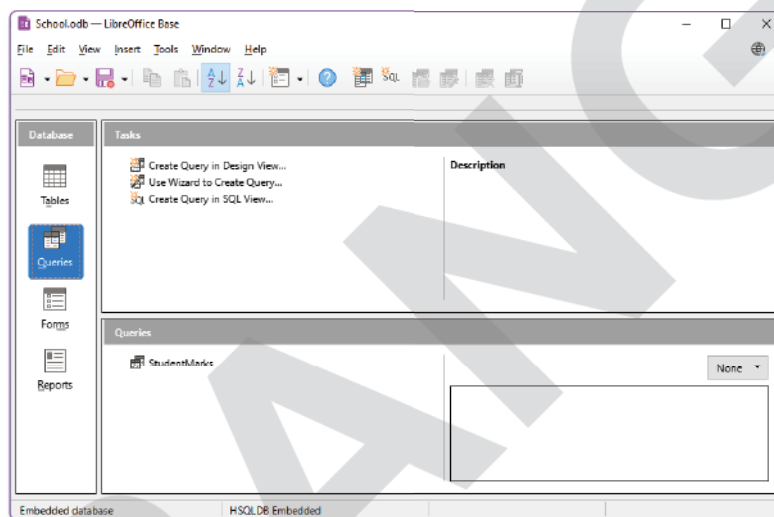 School.odb — LibreOffice Base
File Edit View Insert Tools Window Help
SQL
Database
Tasks
Tables
Queries
Forms
Reports
Create Query in Design View...
Use Wizard to Create Query...
SQL Create Query in SQL View...
Description
Queries
StudentMarks
None
Embedded database
HSQLDB Embedded